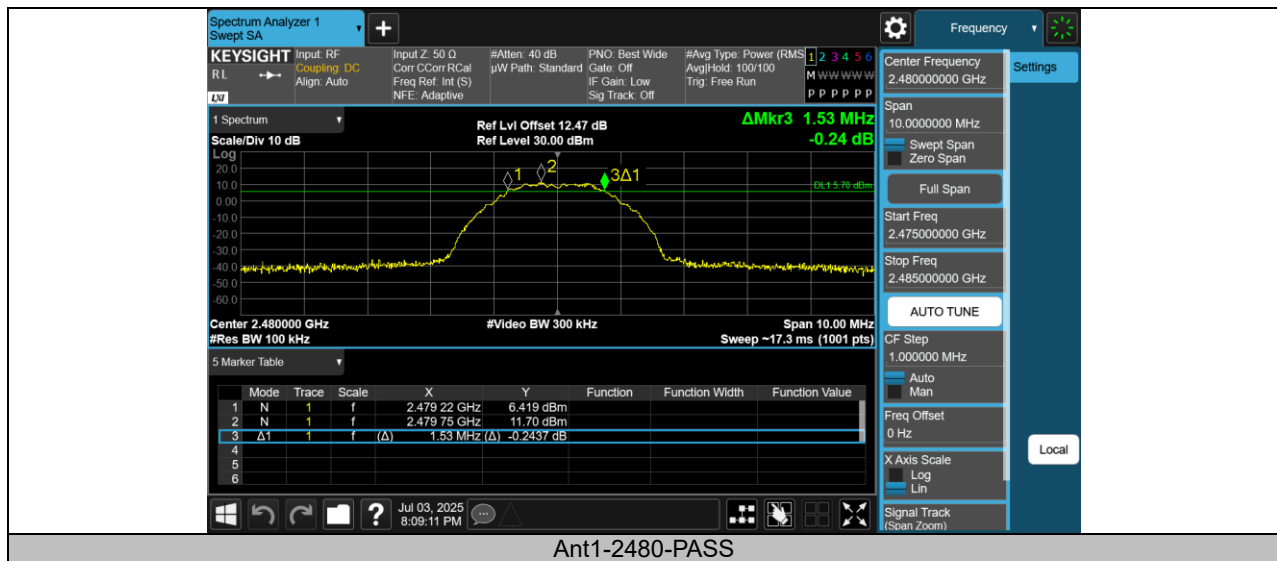 Spectrum Analyzer 1
Swept SA
Frequency
KEYSIGHT
RL
LXI
Input: RF
Coupling: DC
Align: Auto
Input Z: 50 Ω
Corr CCorr RCal
Freq Ref: Int (S)
NFE: Adaptive
#Atten: 40 dB
µW Path: Standard
PNO: Best Wide
Gate: Off
IF Gain: Low
Sig Track: Off
#Avg Type: Power (RMS
Avg|Hold: 100/100
Trig: Free Run
1 2 3 4 5 6
M W W W W W
P P P P P P
1 Spectrum
Scale/Div 10 dB
Log
Ref Lvl Offset 12.47 dB
Ref Level 30.00 dBm
ΔMkr3 1.53 MHz
-0.24 dB
20.0
10.0
0.00
-10.0
-20.0
-30.0
-40.0
-50.0
-60.0
1
2
3Δ1
DL1 5.70 dBm
Center 2.480000 GHz
#Res BW 100 kHz
#Video BW 300 kHz
Span 10.00 MHz
Sweep ~17.3 ms (1001 pts)
5 Marker Table
Mode Trace Scale X Y Function Function Width Function Value
1 N 1 f 2.479 22 GHz 6.419 dBm
2 N 1 f 2.479 75 GHz 11.70 dBm
3 Δ1 1 f (Δ) 1.53 MHz (Δ) -0.2437 dB
4
5
6
Jul 03, 2025
8:09:11 PM
Center Frequency
2.480000000 GHz
Span
10.0000000 MHz
Swept Span
Zero Span
Full Span
Start Freq
2.475000000 GHz
Stop Freq
2.485000000 GHz
AUTO TUNE
CF Step
1.000000 MHz
Auto
Man
Freq Offset
0 Hz
X Axis Scale
Log
Lin
Signal Track
(Span Zoom)
Settings
Local
Ant1-2480-PASS